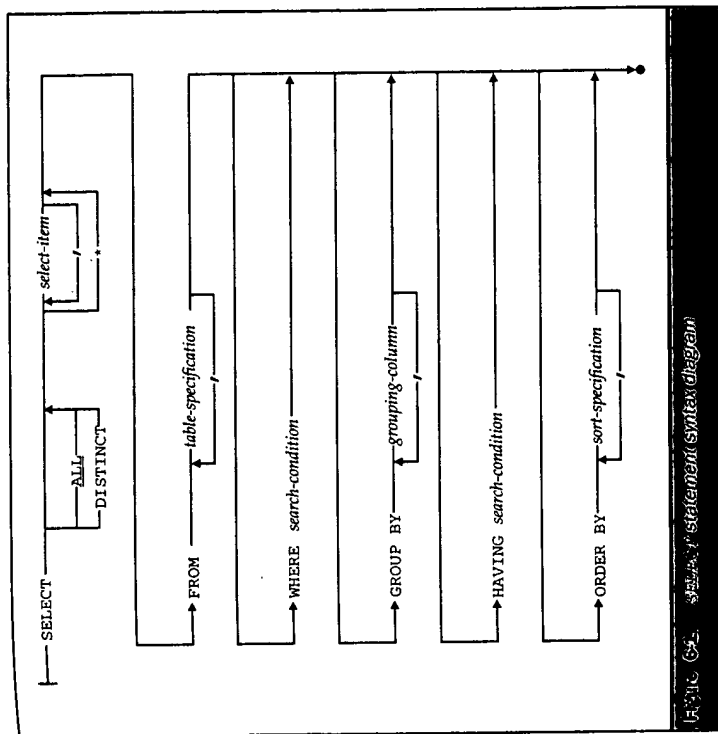 SELECT
ALL
DISTINCT
select-item
,
*
FROM table-specification
,
WHERE search-condition
GROUP BY grouping-column
,
HAVING search-condition
ORDER BY sort-specification
,
SELECT statement syntax diagram